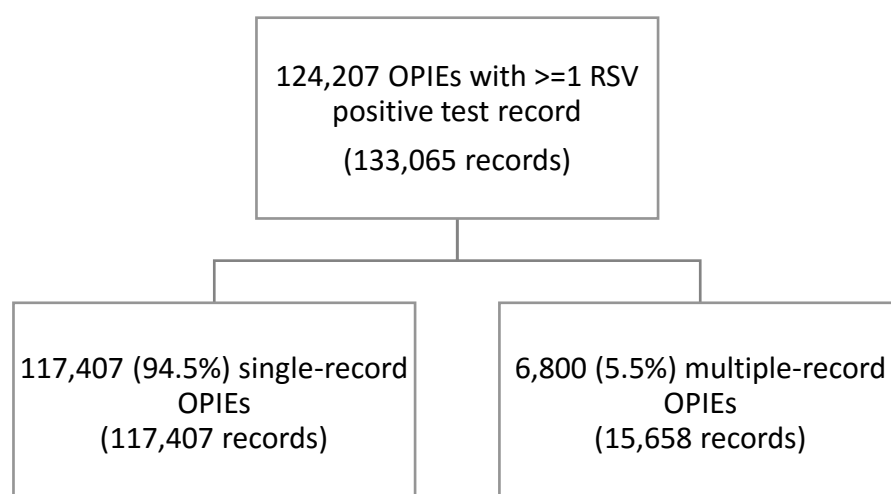 124,207 OPIEs with >=1 RSV
positive test record
(133,065 records)
117,407 (94.5%) single-record
OPIEs
(117,407 records)
6,800 (5.5%) multiple-record
OPIEs
(15,658 records)